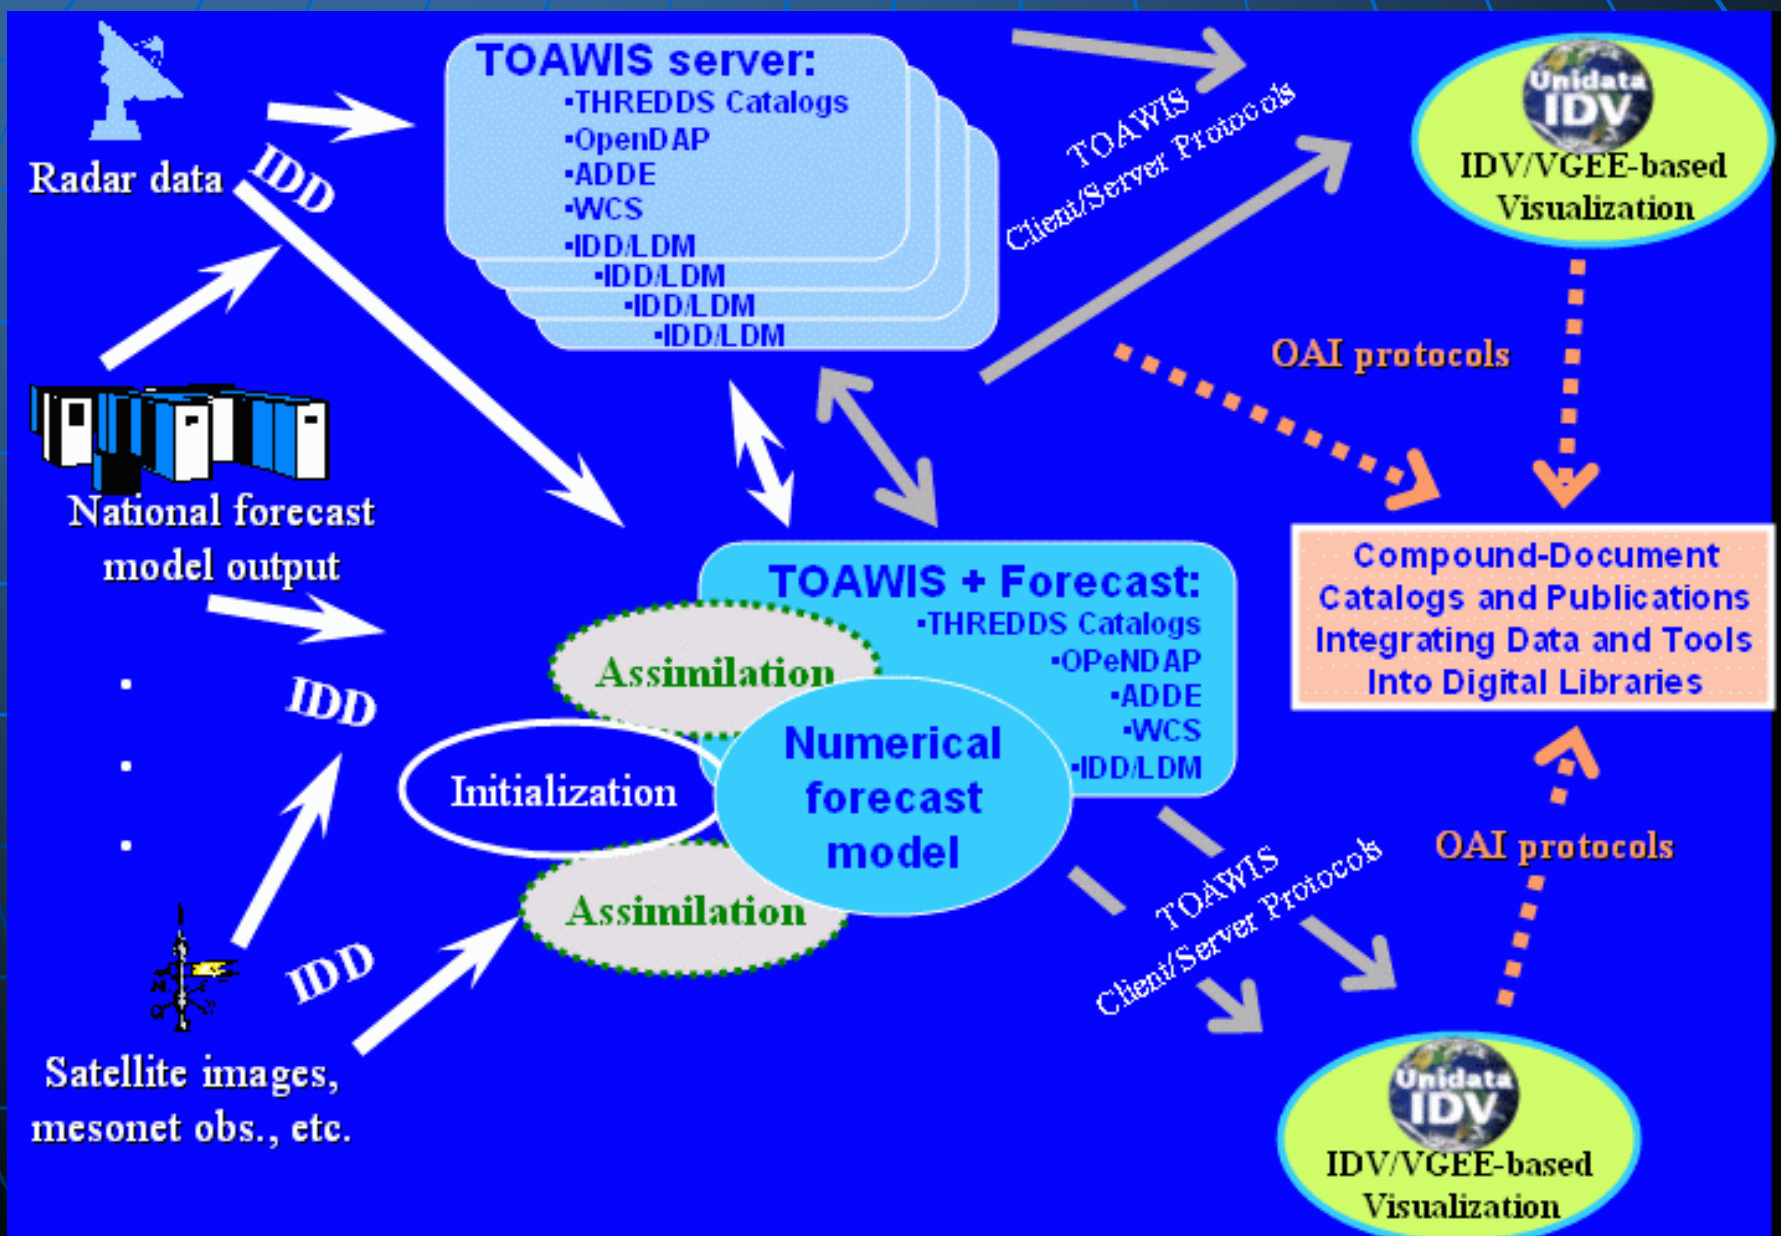 TOAWIS server:
▪THREDDS Catalogs
▪OpenDAP
▪ADDE
▪WCS
▪IDD/LDM
▪IDD/LDM
▪IDD/LDM
▪IDD/LDM
Radar data
IDD
TOAWIS
Client/Server Protocols
Unidata
IDV
IDV/VGEE-based
Visualization
OAI protocols
National forecast
model output
IDD
TOAWIS + Forecast:
▪THREDDS Catalogs
▪OPeNDAP
▪ADDE
▪WCS
▪IDD/LDM
Assimilation
Initialization
Assimilation
Numerical
forecast
model
Compound-Document
Catalogs and Publications
Integrating Data and Tools
Into Digital Libraries
OAI protocols
TOAWIS
Client/Server Protocols
IDD
Satellite images,
mesonet obs., etc.
Unidata
IDV
IDV/VGEE-based
Visualization